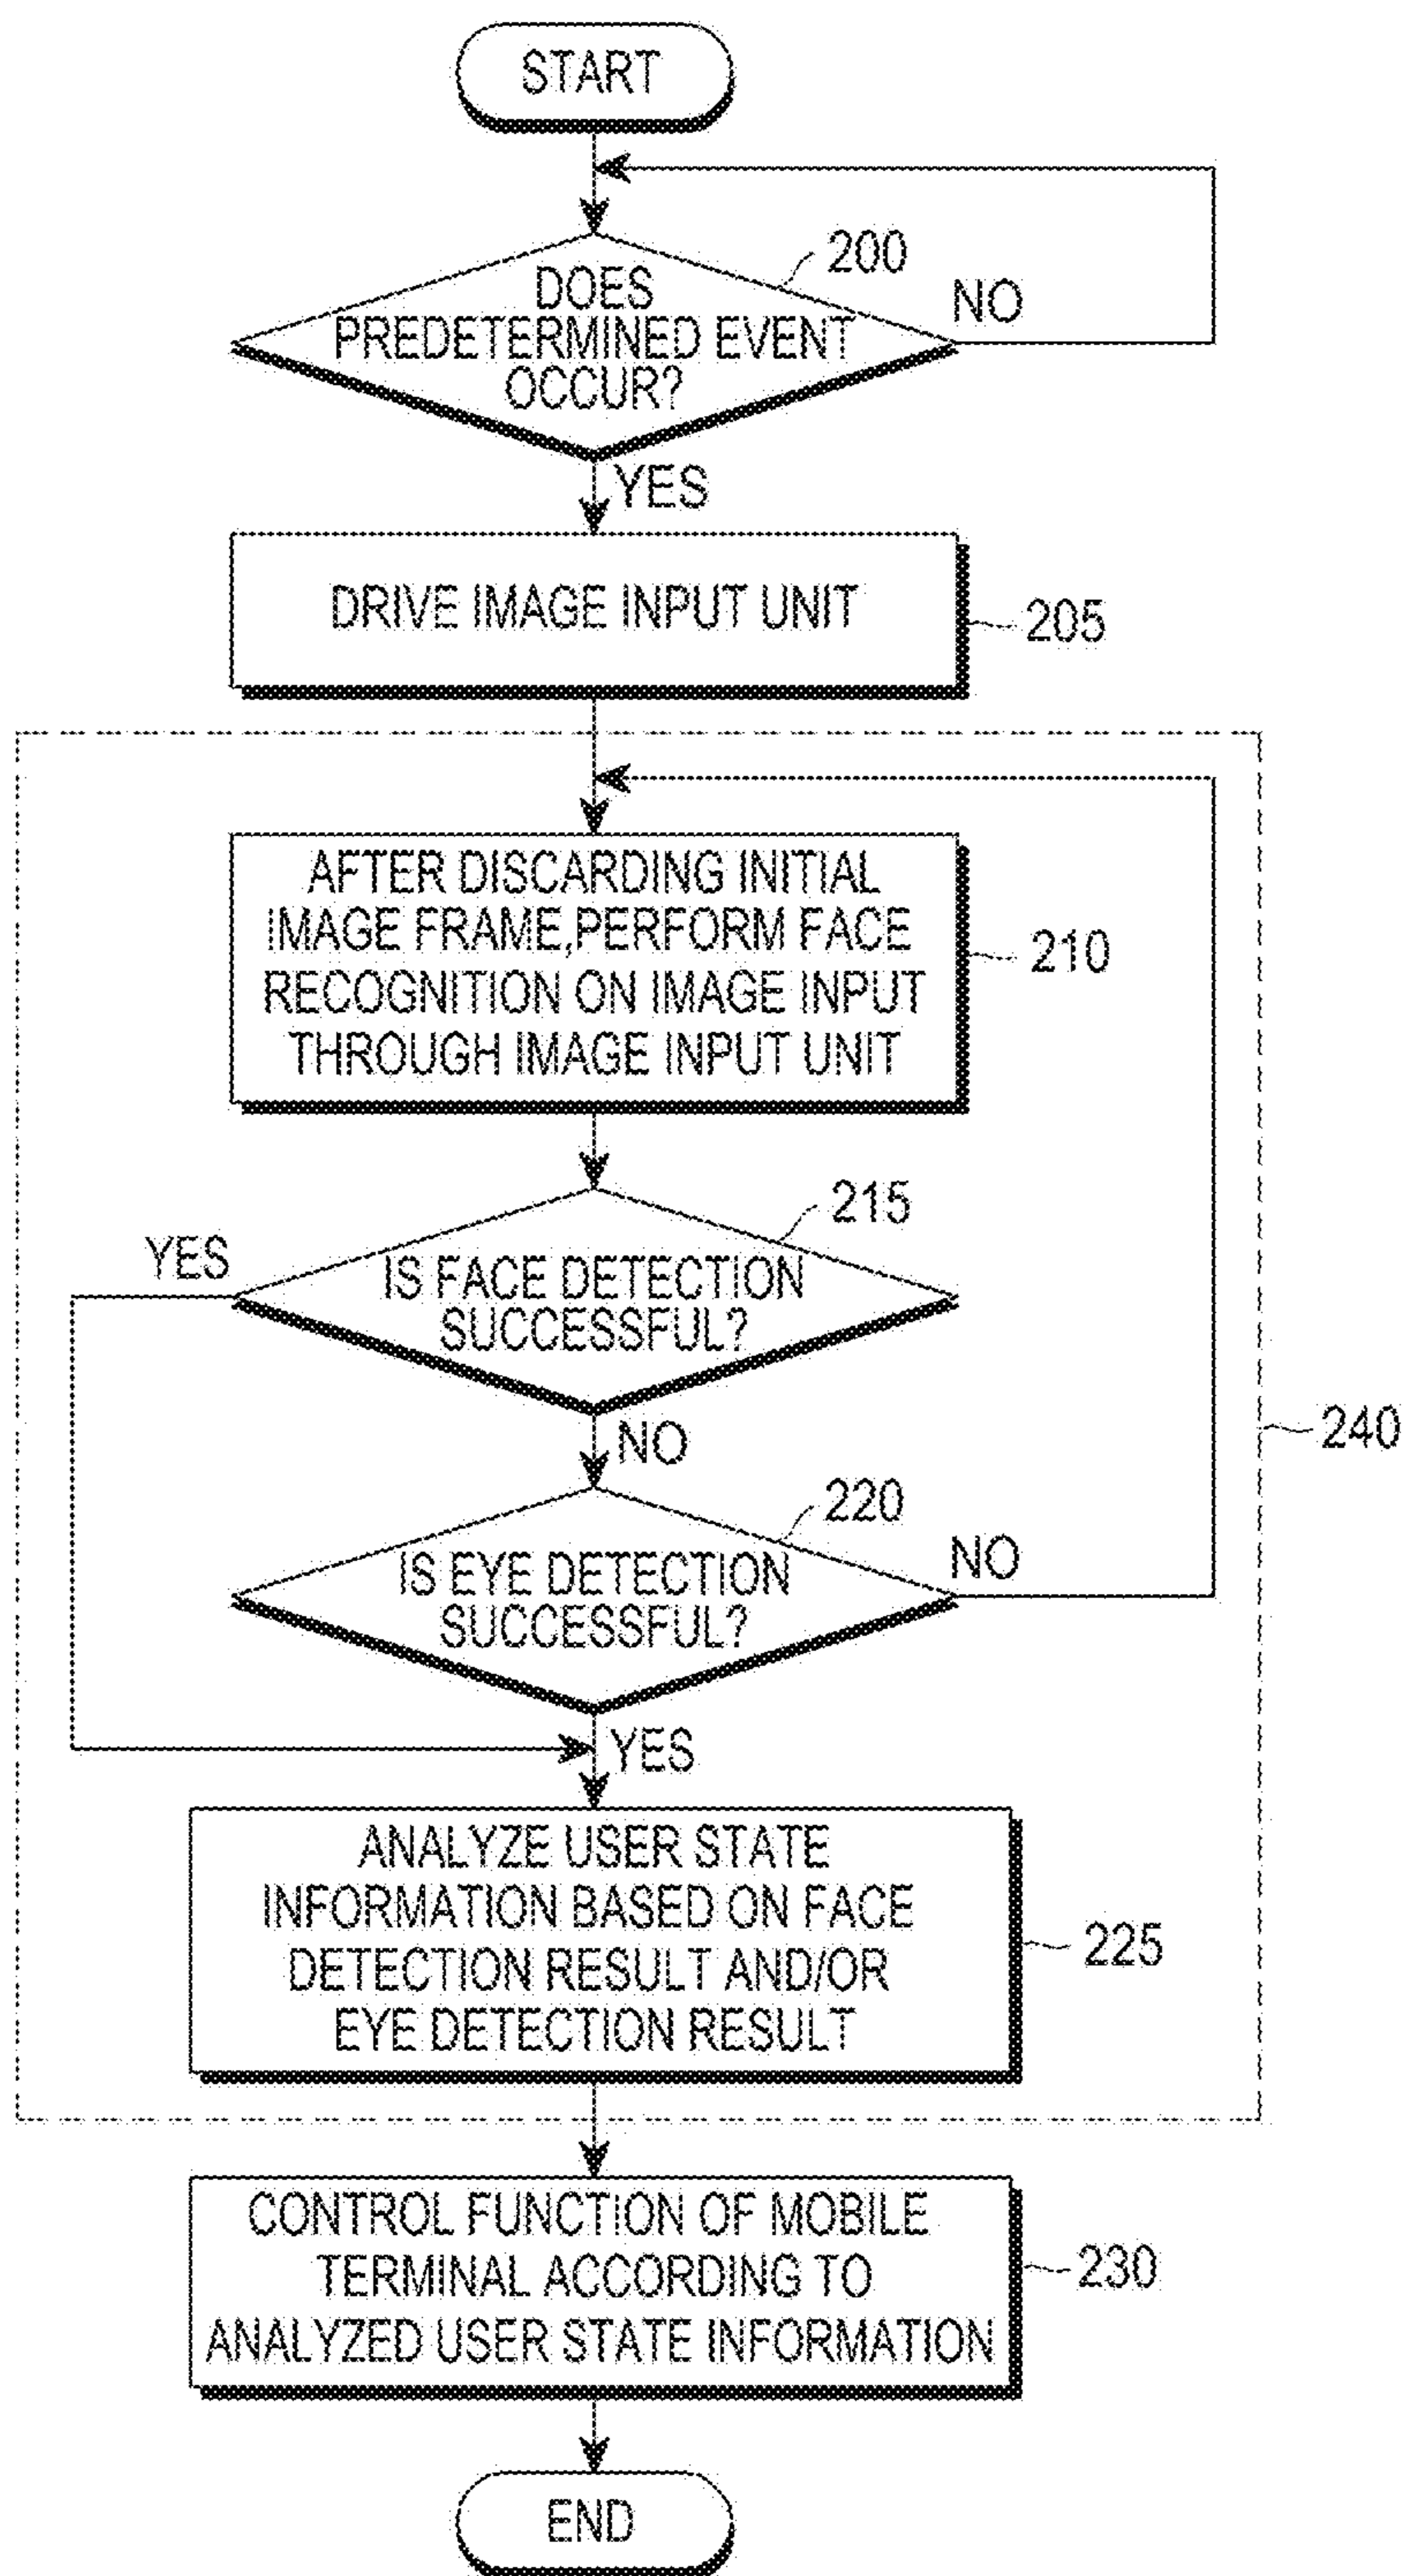 START
200
DOES
PREDETERMINED EVENT
OCCUR?
NO
YES
DRIVE IMAGE INPUT UNIT
205
AFTER DISCARDING INITIAL
IMAGE FRAME,PERFORM FACE
RECOGNITION ON IMAGE INPUT
THROUGH IMAGE INPUT UNIT
210
215
YES
IS FACE DETECTION
SUCCESSFUL?
NO
240
220
IS EYE DETECTION
SUCCESSFUL?
NO
YES
ANALYZE USER STATE
INFORMATION BASED ON FACE
DETECTION RESULT AND/OR
EYE DETECTION RESULT
225
CONTROL FUNCTION OF MOBILE
TERMINAL ACCORDING TO
ANALYZED USER STATE INFORMATION
230
END